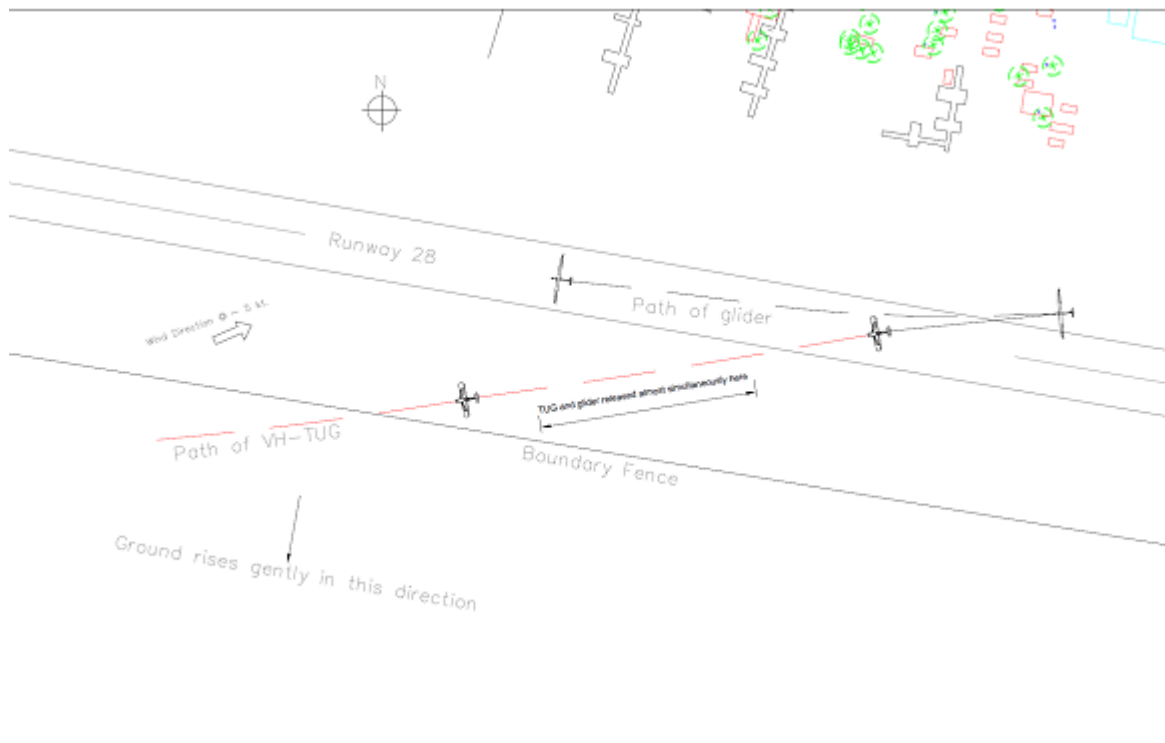 N
Runway 28
Path of glider
Wind Direction @ ~ 5 kt.
TUG and glider released almost simultaneously here
Path of VH-TUG
Boundary Fence
Ground rises gently in this direction